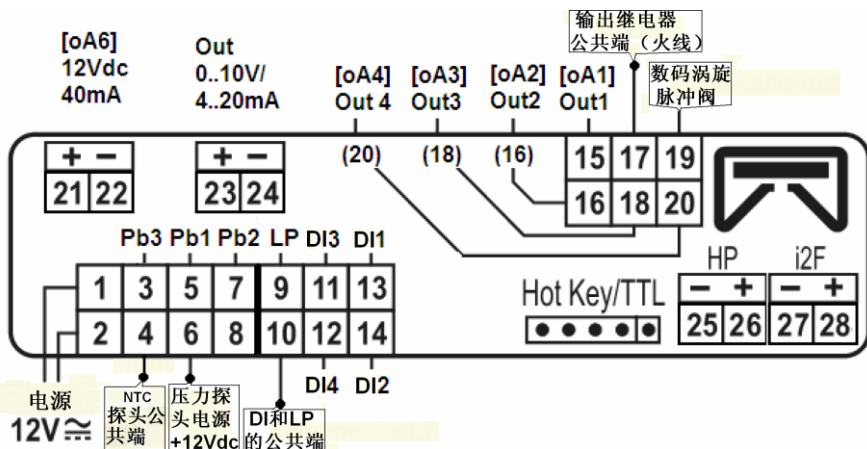 输出继电器
公共端（火线）
[oA6]
12Vdc
40mA
Out
0..10V/
4..20mA
[oA4]
Out 4
[oA3]
Out3
[oA2]
Out2
[oA1]
Out1
数码涡旋
脉冲阀
+ −
21 22
+ −
23 24
(20) (18) (16)
15 17 19
16 18 20
Pb3 Pb1 Pb2 LP DI3 DI1
1 3 5 7 9 11 13
2 4 6 8 10 12 14
DI4 DI2
Hot Key/TTL
HP
− +
25 26
i2F
− +
27 28
电源
12V≂
NTC
探头公
共端
压力探
头电源
+12Vdc
DI和LP
的公共端